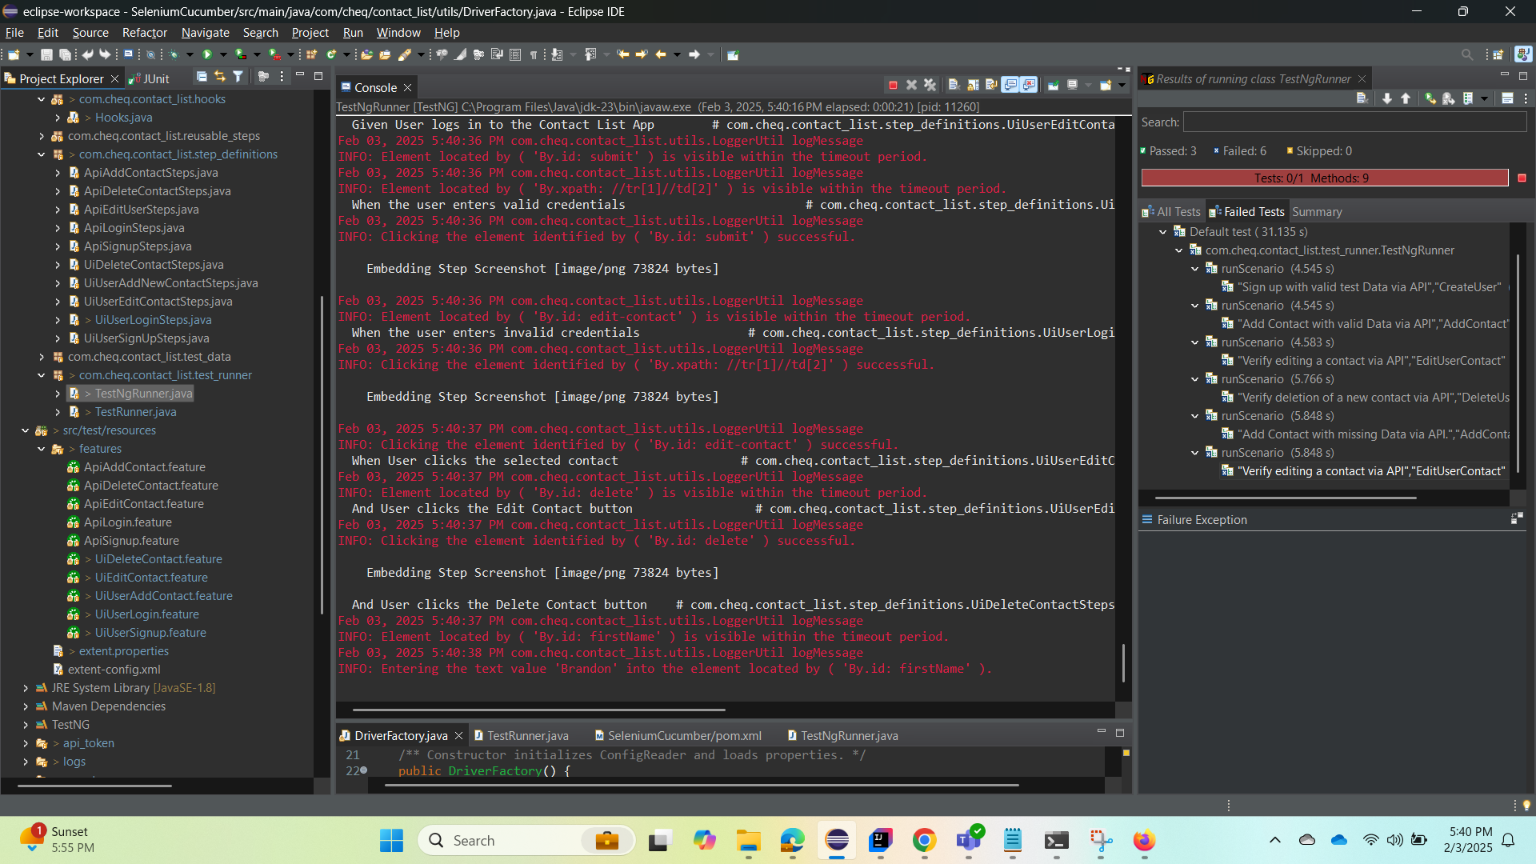 eclipse-workspace - SeleniumCucumber/src/main/java/com/cheq/contact_list/utils/DriverFactory.java - Eclipse IDE
File Edit Source Refactor Navigate Search Project Run Window Help
Project Explorer
JUnit
> com.cheq.contact_list.hooks
> Hooks.java
com.cheq.contact_list.reusable_steps
> com.cheq.contact_list.step_definitions
ApiAddContactSteps.java
ApiDeleteContactSteps.java
ApiEditUserSteps.java
ApiLoginSteps.java
ApiSignupSteps.java
UiDeleteContactSteps.java
UiUserAddNewContactSteps.java
UiUserEditContactSteps.java
> UiUserLoginSteps.java
UiUserSignUpSteps.java
com.cheq.contact_list.test_data
> com.cheq.contact_list.test_runner
> TestNgRunner.java
> TestRunner.java
> src/test/resources
> features
ApiAddContact.feature
ApiDeleteContact.feature
ApiEditContact.feature
ApiLogin.feature
ApiSignup.feature
> UiDeleteContact.feature
> UiEditContact.feature
> UiUserAddContact.feature
> UiUserLogin.feature
> UiUserSignup.feature
> extent.properties
extent-config.xml
JRE System Library [JavaSE-1.8]
Maven Dependencies
TestNG
> api_token
> logs
Console
TestNgRunner [TestNG] C:\Program Files\Java\jdk-23\bin\javaw.exe (Feb 3, 2025, 5:40:16 PM elapsed: 0:00:21) [pid: 11260]
Given User logs in to the Contact List App # com.cheq.contact_list.step_definitions.UiUserEditConta
Feb 03, 2025 5:40:36 PM com.cheq.contact_list.utils.LoggerUtil logMessage
INFO: Element located by ( 'By.id: submit' ) is visible within the timeout period.
Feb 03, 2025 5:40:36 PM com.cheq.contact_list.utils.LoggerUtil logMessage
INFO: Element located by ( 'By.xpath: //tr[1]//td[2]' ) is visible within the timeout period.
When the user enters valid credentials # com.cheq.contact_list.step_definitions.Ui
Feb 03, 2025 5:40:36 PM com.cheq.contact_list.utils.LoggerUtil logMessage
INFO: Clicking the element identified by ( 'By.id: submit' ) successful.
Embedding Step Screenshot [image/png 73824 bytes]
Feb 03, 2025 5:40:36 PM com.cheq.contact_list.utils.LoggerUtil logMessage
INFO: Element located by ( 'By.id: edit-contact' ) is visible within the timeout period.
When the user enters invalid credentials # com.cheq.contact_list.step_definitions.UiUserLogi
Feb 03, 2025 5:40:36 PM com.cheq.contact_list.utils.LoggerUtil logMessage
INFO: Clicking the element identified by ( 'By.xpath: //tr[1]//td[2]' ) successful.
Embedding Step Screenshot [image/png 73824 bytes]
Feb 03, 2025 5:40:37 PM com.cheq.contact_list.utils.LoggerUtil logMessage
INFO: Clicking the element identified by ( 'By.id: edit-contact' ) successful.
When User clicks the selected contact # com.cheq.contact_list.step_definitions.UiUserEditC
Feb 03, 2025 5:40:37 PM com.cheq.contact_list.utils.LoggerUtil logMessage
INFO: Element located by ( 'By.id: delete' ) is visible within the timeout period.
And User clicks the Edit Contact button # com.cheq.contact_list.step_definitions.UiUserEdi
Feb 03, 2025 5:40:37 PM com.cheq.contact_list.utils.LoggerUtil logMessage
INFO: Clicking the element identified by ( 'By.id: delete' ) successful.
Embedding Step Screenshot [image/png 73824 bytes]
And User clicks the Delete Contact button # com.cheq.contact_list.step_definitions.UiDeleteContactSteps
Feb 03, 2025 5:40:37 PM com.cheq.contact_list.utils.LoggerUtil logMessage
INFO: Element located by ( 'By.id: firstName' ) is visible within the timeout period.
Feb 03, 2025 5:40:38 PM com.cheq.contact_list.utils.LoggerUtil logMessage
INFO: Entering the text value 'Brandon' into the element located by ( 'By.id: firstName' ).
DriverFactory.java
TestRunner.java
SeleniumCucumber/pom.xml
TestNgRunner.java
21 /** Constructor initializes ConfigReader and loads properties. */
22 public DriverFactory() {
Results of running class TestNgRunner
Search:
Passed: 3 Failed: 6 Skipped: 0
Tests: 0/1 Methods: 9
All Tests Failed Tests Summary
Default test ( 31.135 s)
com.cheq.contact_list.test_runner.TestNgRunner
runScenario (4.545 s)
"Sign up with valid test Data via API","CreateUser"
runScenario (4.545 s)
"Add Contact with valid Data via API","AddContact"
runScenario (4.583 s)
"Verify editing a contact via API","EditUserContact"
runScenario (5.766 s)
"Verify deletion of a new contact via API","DeleteUs
runScenario (5.848 s)
"Add Contact with missing Data via API.","AddConta
runScenario (5.848 s)
"Verify editing a contact via API","EditUserContact"
Failure Exception
1
Sunset
5:55 PM
Search
5:40 PM
2/3/2025